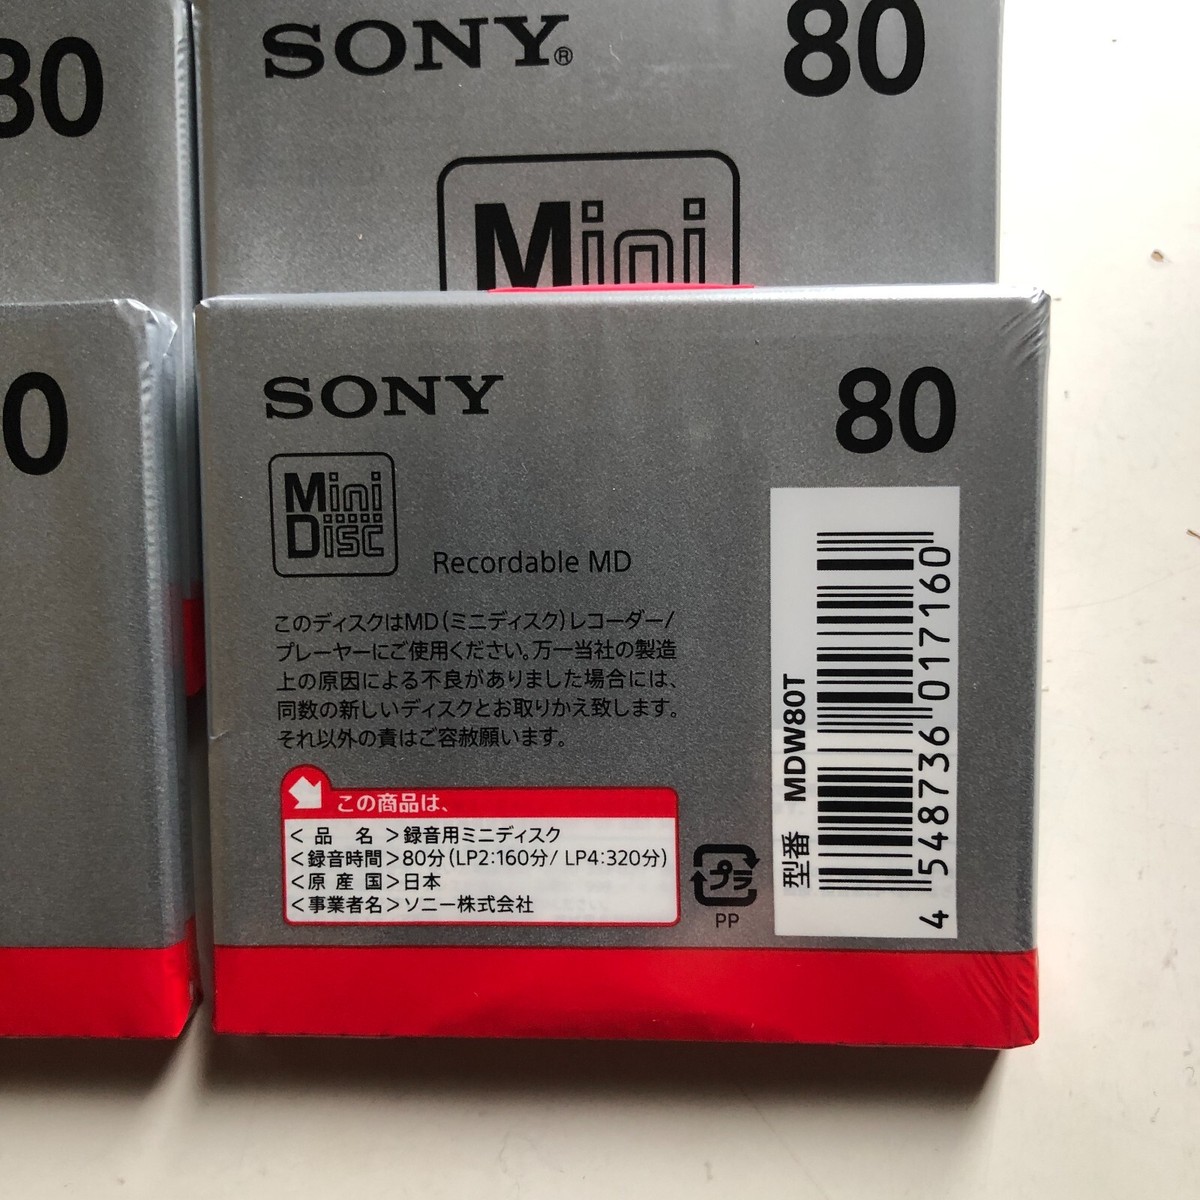 80
SONY®
80
Mini
0
SONY
80
Mini
Disc
Recordable MD
このディスクはMD(ミニディスク)レコーダー/
プレーヤーにご使用ください。万一当社の製造
上の原因による不良がありました場合には、
同数の新しいディスクとお取りかえ致します。
それ以外の責はご容赦願います。
この商品は、
<品 名>録音用ミニディスク
<録音時間>80分(LP2:160分/ LP4:320分)
<原 産 国>日本
<事業者名>ソニー株式会社
プラ
PP
型番 MDW80T
4 548736 017160